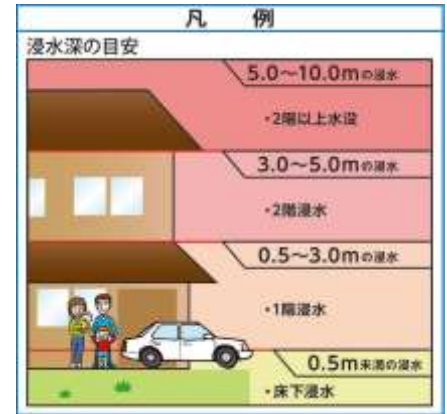 凡 例
浸水深の目安
5.0～10.0mの浸水
・2階以上水没
3.0～5.0mの浸水
・2階浸水
0.5～3.0mの浸水
・1階浸水
0.5m未満の浸水
・床下浸水